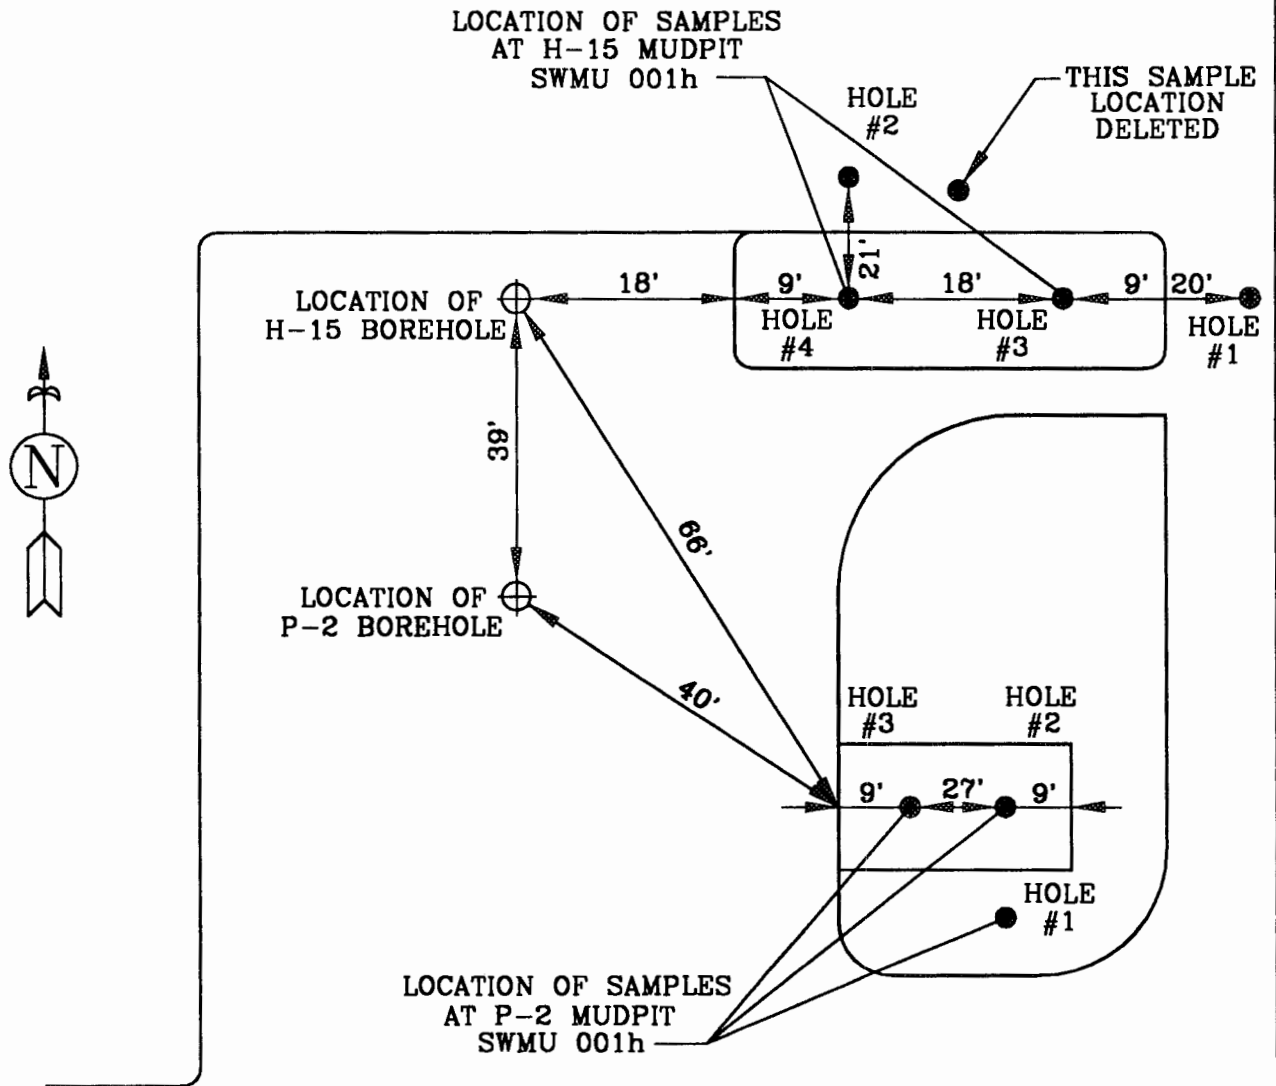 LOCATION OF SAMPLES
AT H-15 MUDPIT
SWMU 001h
THIS SAMPLE
LOCATION
DELETED
HOLE
#2
21'
18'
9'
18'
9'
20'
LOCATION OF
H-15 BOREHOLE
HOLE
#4
HOLE
#3
HOLE
#1
N
39'
66'
LOCATION OF
P-2 BOREHOLE
40'
HOLE
#3
HOLE
#2
9'
27'
9'
HOLE
#1
LOCATION OF SAMPLES
AT P-2 MUDPIT
SWMU 001h